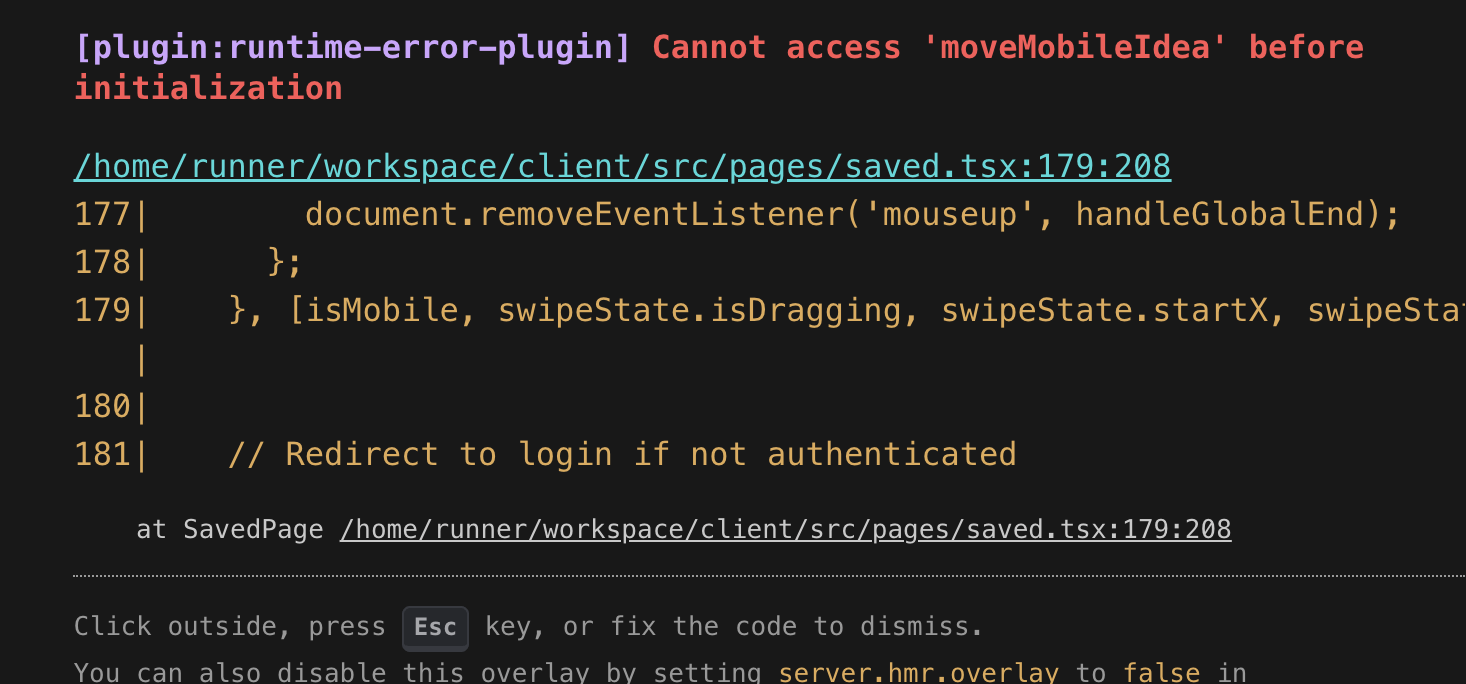 [plugin:runtime-error-plugin] Cannot access 'moveMobileIdea' before
initialization
/home/runner/workspace/client/src/pages/saved.tsx:179:208
177|        document.removeEventListener('mouseup', handleGlobalEnd);
178|      };
179|    }, [isMobile, swipeState.isDragging, swipeState.startX, swipeStat
   |
180|
181|    // Redirect to login if not authenticated
at SavedPage /home/runner/workspace/client/src/pages/saved.tsx:179:208
Click outside, press Esc key, or fix the code to dismiss.
You can also disable this overlay by setting server.hmr.overlay to false in